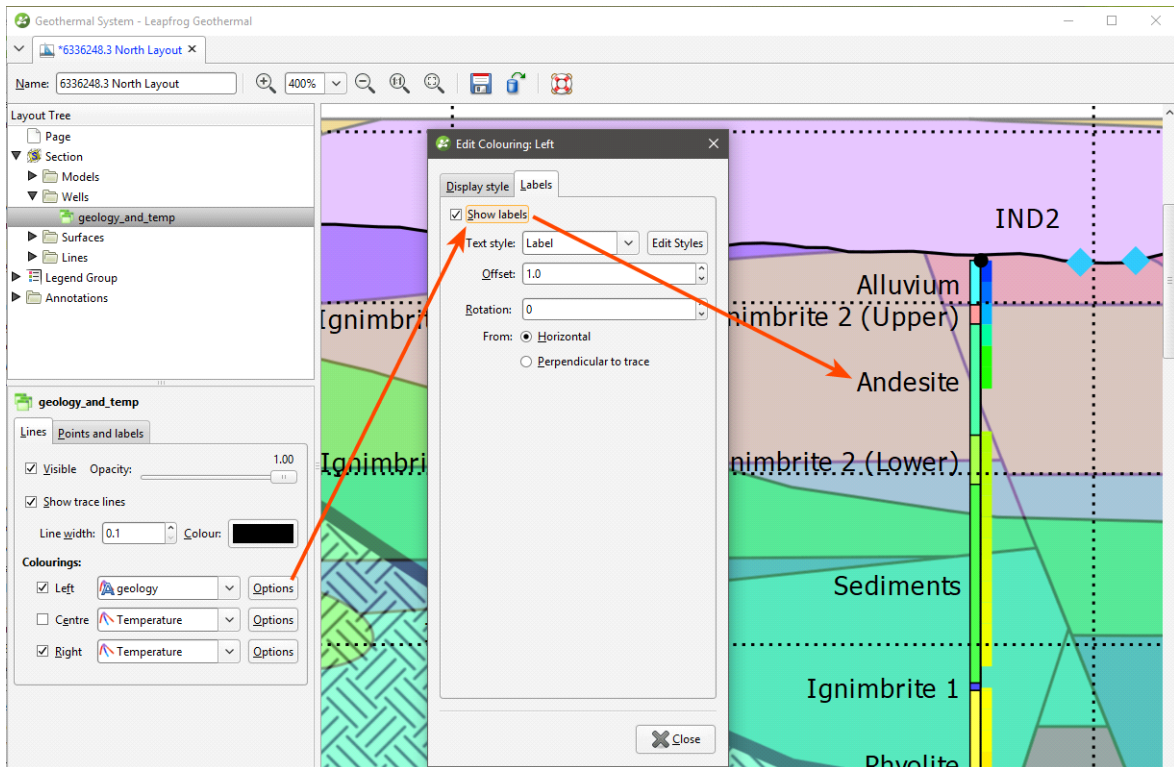 Geothermal System - Leapfrog Geothermal
*6336248.3 North Layout
Name: 6336248.3 North Layout
400%
Layout Tree
Page
Section
Models
Wells
geology_and_temp
Surfaces
Lines
Legend Group
Annotations
geology_and_temp
Lines Points and labels
Visible Opacity: 1.00
Show trace lines
Line width: 0.1 Colour:
Colourings:
Left geology Options
Centre Temperature Options
Right Temperature Options
Edit Colouring: Left
Display style Labels
Show labels
Text style: Label Edit Styles
Offset: 1.0
Rotation: 0
From: Horizontal
Perpendicular to trace
Close
IND2
Alluvium
nimbrite 2 (Upper)
Ignimbrit
Andesite
Ignimbri
nimbrite 2 (Lower)
Sediments
Ignimbrite 1
Rhyolite